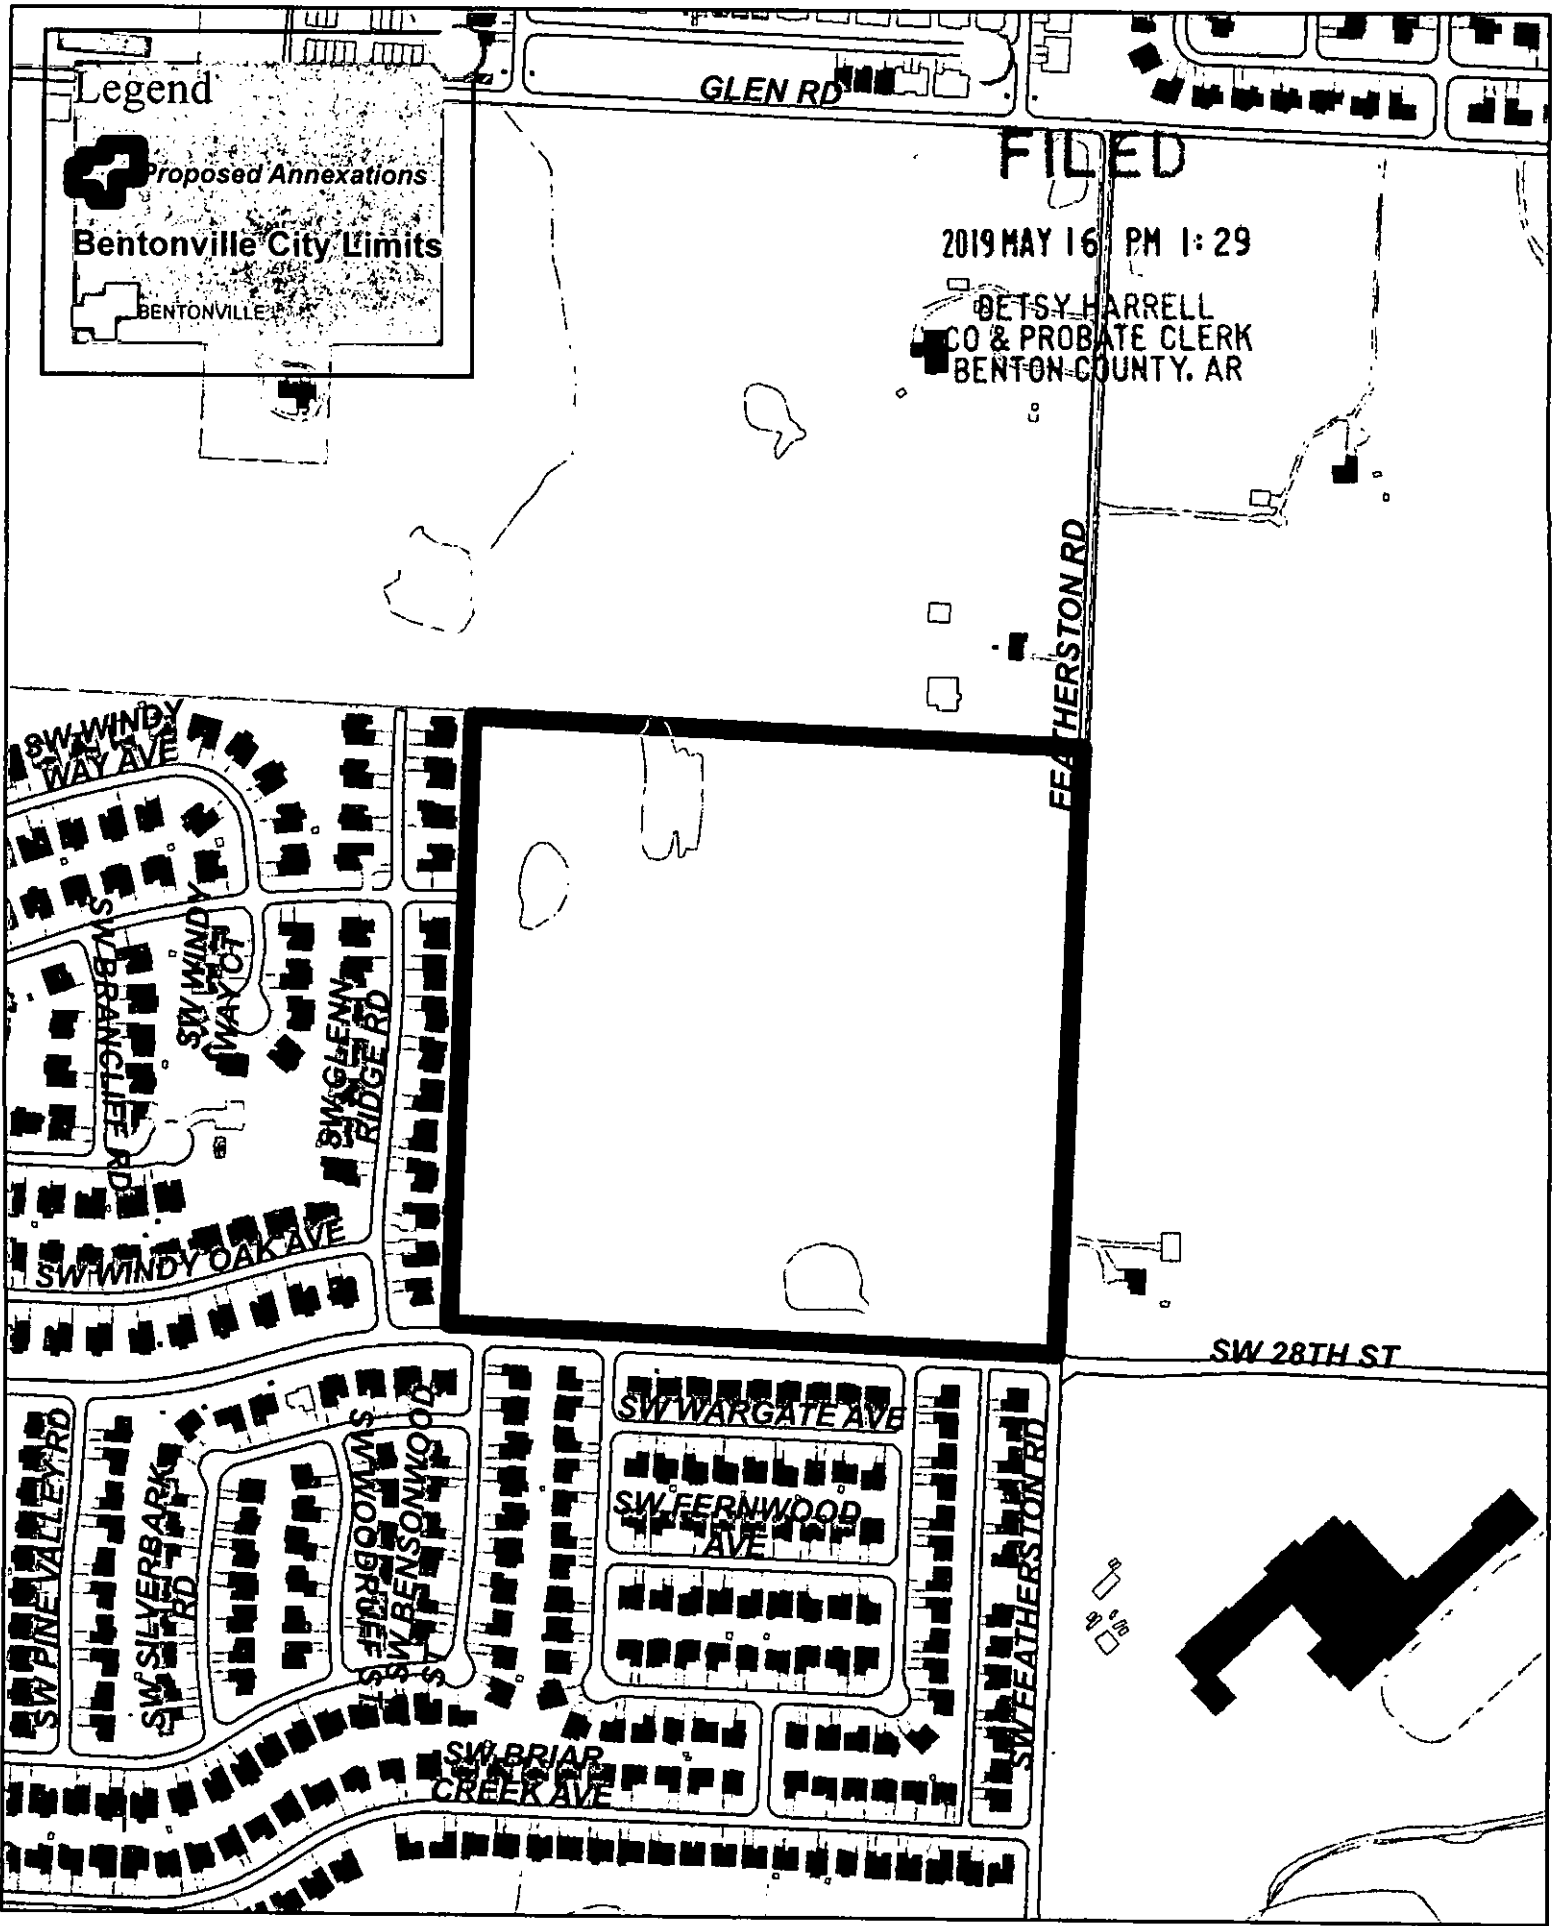 Legend
Proposed Annexations
Bentonville City Limits
BENTONVILLE
GLEN RD
FILED
2019 MAY 16 PM 1:29
BETSY HARRELL
CO & PROBATE CLERK
BENTON COUNTY, AR
FEATHERSTON RD
SW WINDY
WAY AVE
SW BRANCLIFF RD
SW WINDY
WAY CT
SW GLENN
RIDGE RD
SW WINDY OAK AVE
SW 28TH ST
SW WARGATE AVE
SW FERNWOOD
AVE
SW PINEVALLEY RD
SW SILVERBARK
RD
SW WOODRUFF ST
SW BENSONWOOD
ST
SW FEATHERSTON RD
SW BRIAR
CREEK AVE